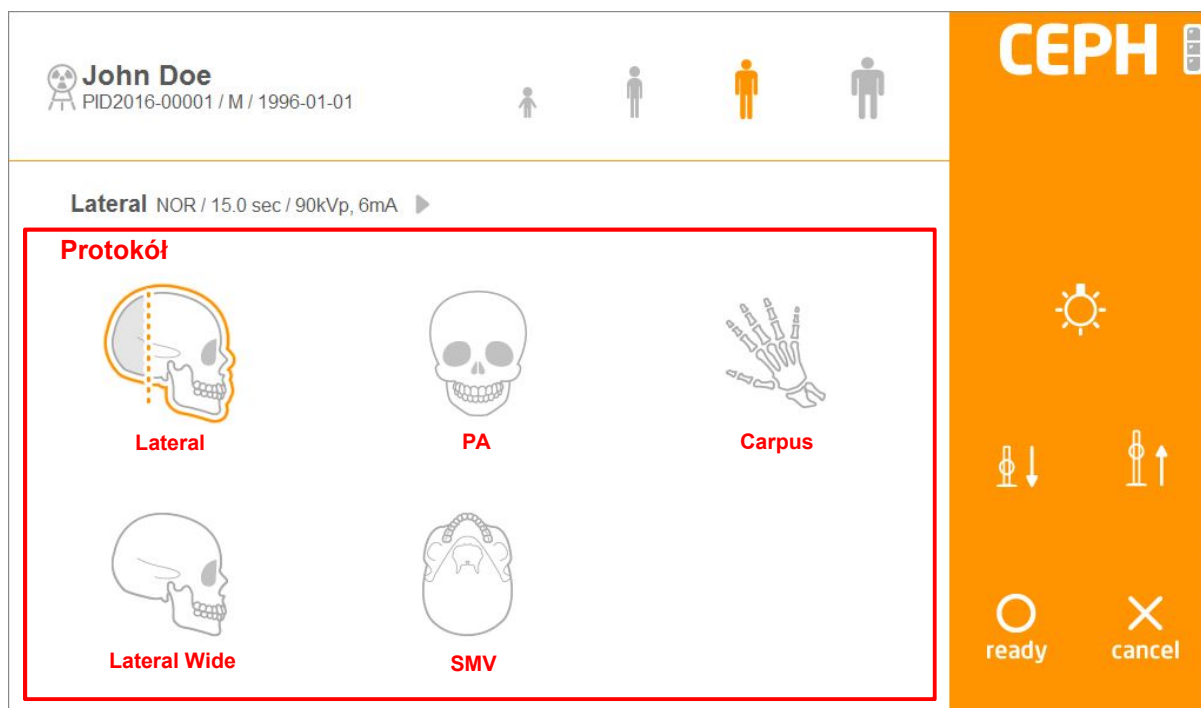 John Doe
PID2016-00001 / M / 1996-01-01
CEPH
Lateral NOR / 15.0 sec / 90kVp, 6mA
Protokół
Lateral
PA
Carpus
Lateral Wide
SMV
ready
cancel